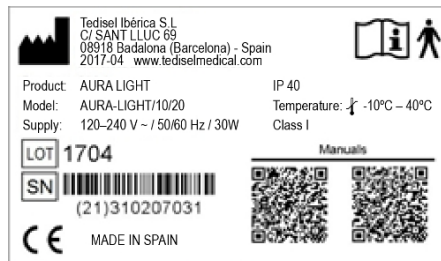 Tedisel Ibérica S.L
C/ SANT LLUC 69
08918 Badalona (Barcelona) - Spain
2017-04 www.tediselmedical.com
Product: AURA LIGHT IP 40
Model: AURA-LIGHT/10/20 Temperature: -10ºC – 40ºC
Supply: 120–240 V ~ / 50/60 Hz / 30W Class I
LOT 1704
Manuals
SN
(21)310207031
CE MADE IN SPAIN